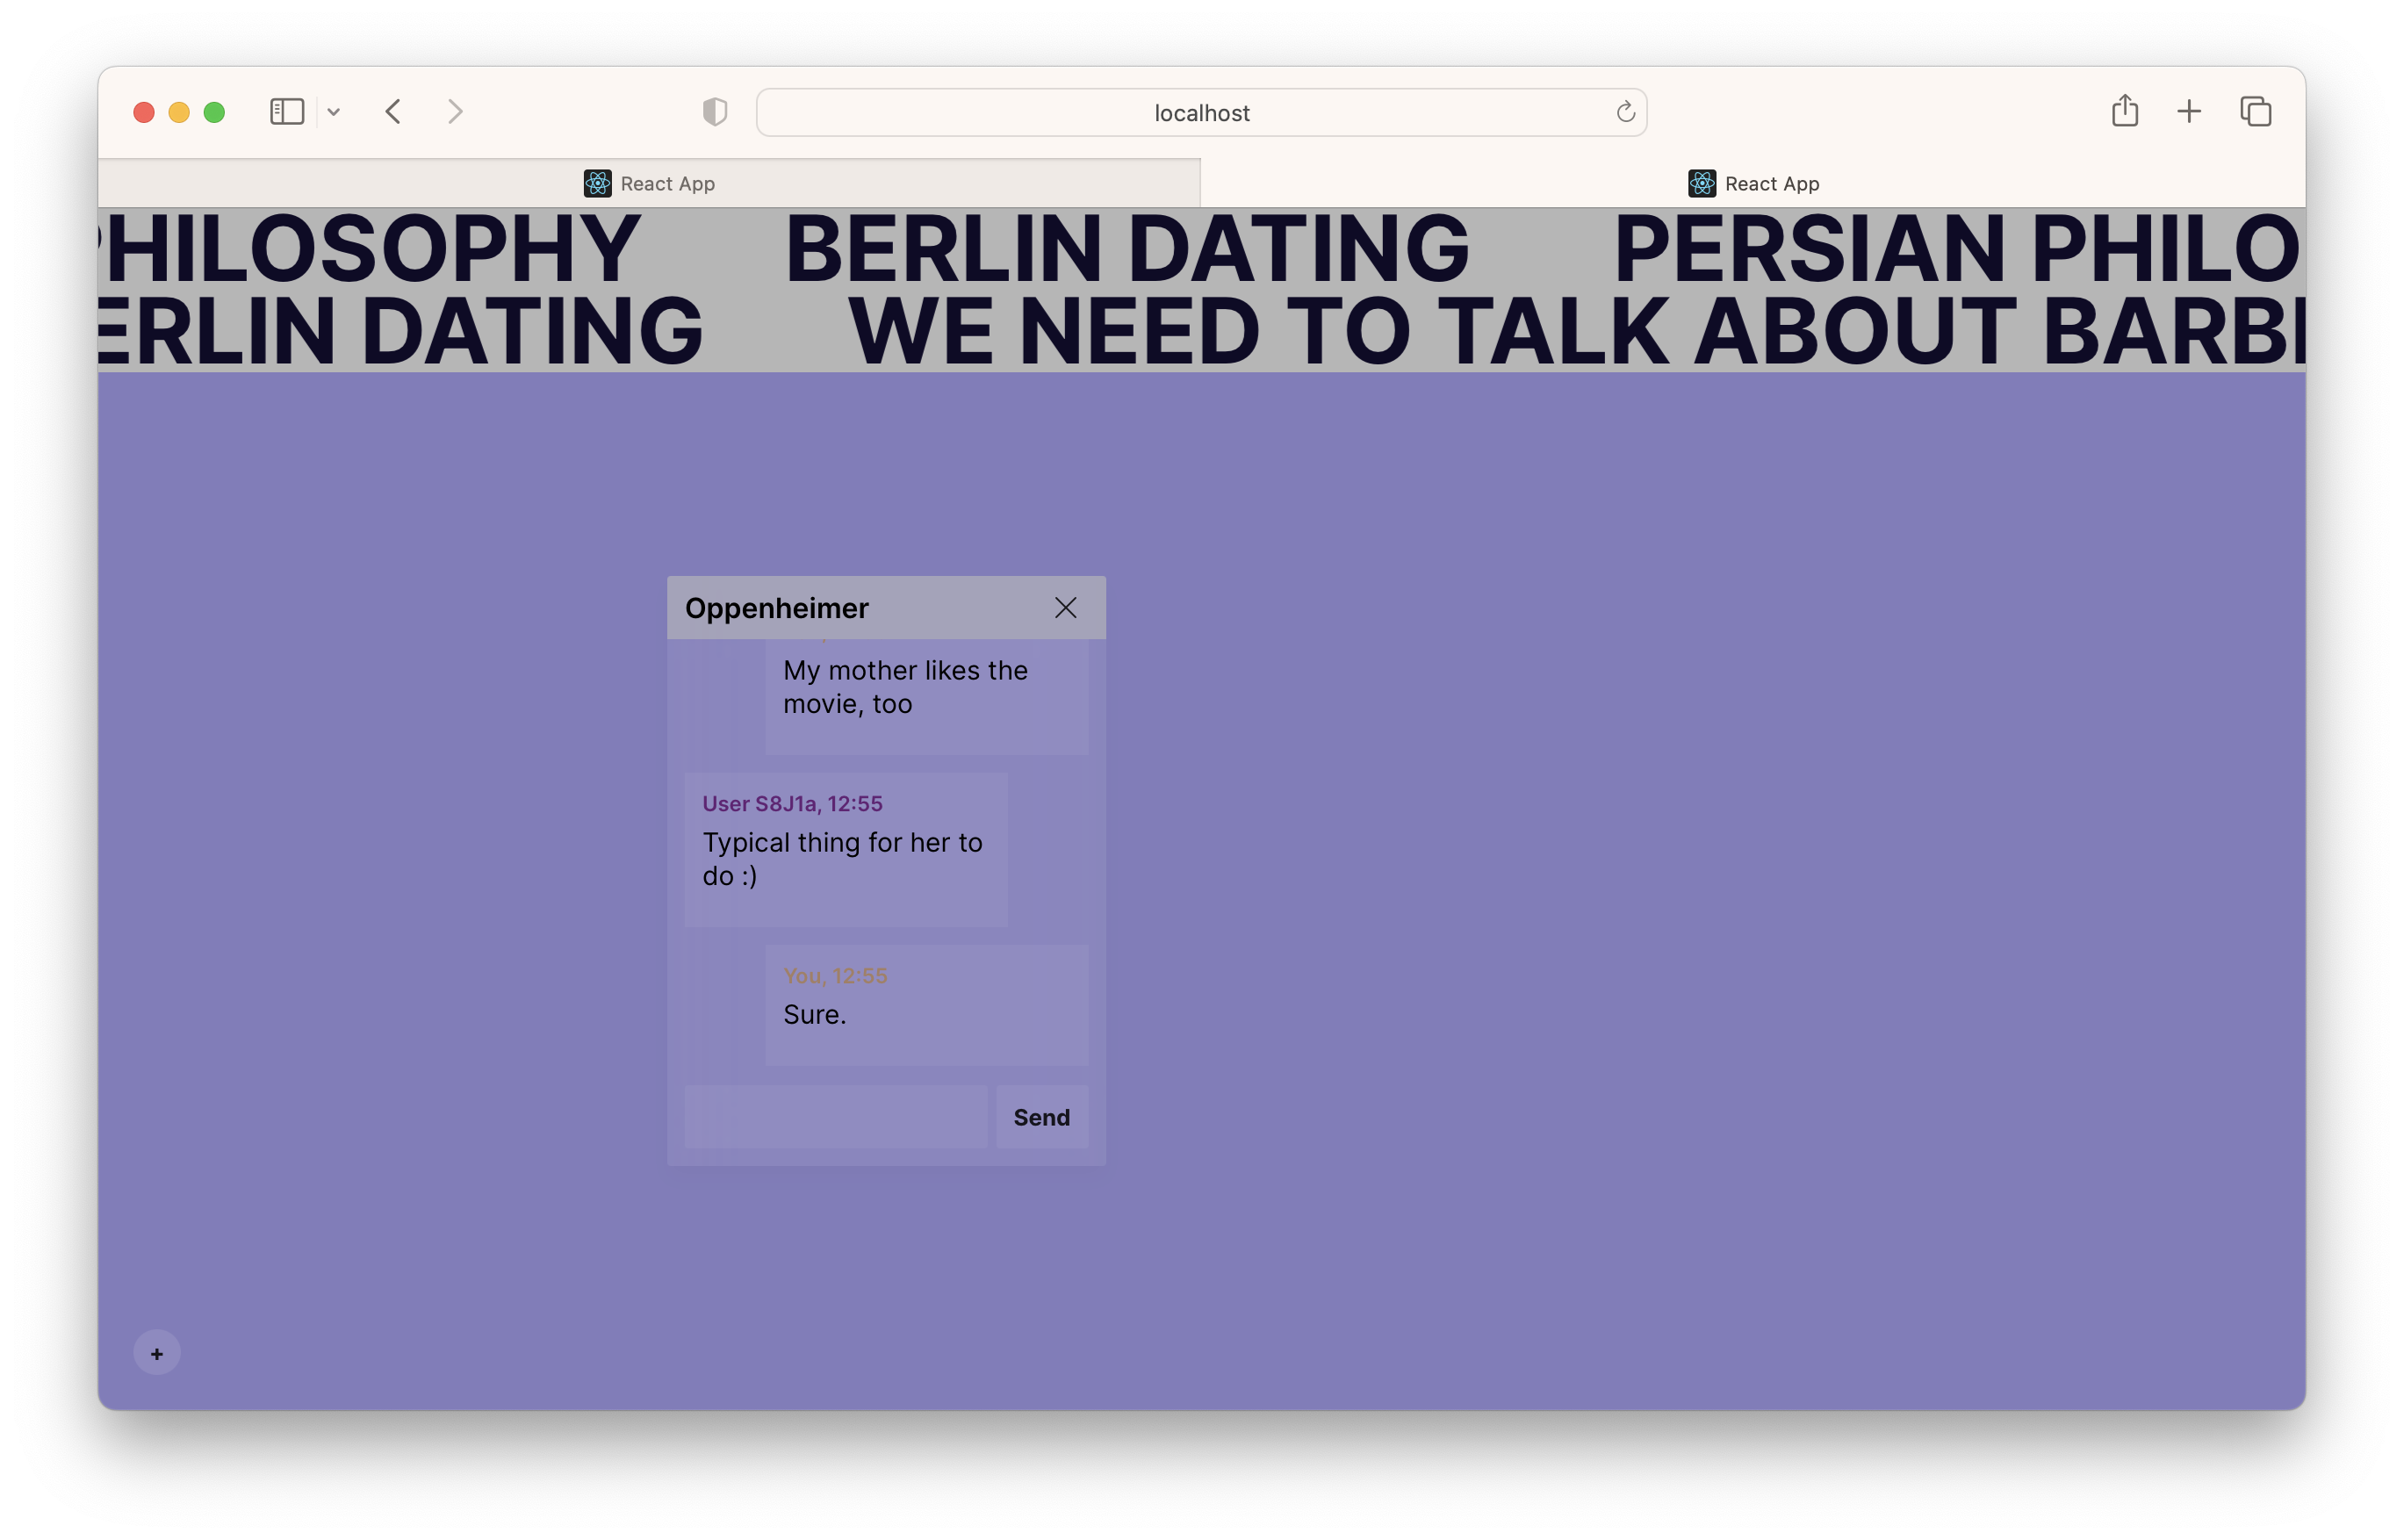 localhost
React App
React App
PHILOSOPHY BERLIN DATING PERSIAN PHILO
ERLIN DATING WE NEED TO TALK ABOUT BARBI
Oppenheimer
My mother likes the
movie, too
User S8J1a, 12:55
Typical thing for her to
do :)
You, 12:55
Sure.
Send
+